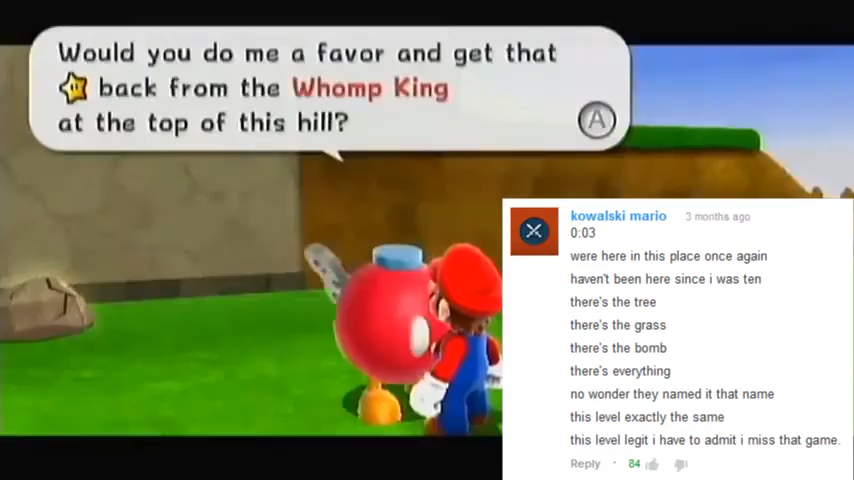 Would you do me a favor and get that
back from the Whomp King
at the top of this hill?
A
kowalski mario 3 months ago
0:03
were here in this place once again
haven't been here since i was ten
there's the tree
there's the grass
there's the bomb
there's everything
no wonder they named it that name
this level exactly the same
this level legit i have to admit i miss that game.
Reply · 84